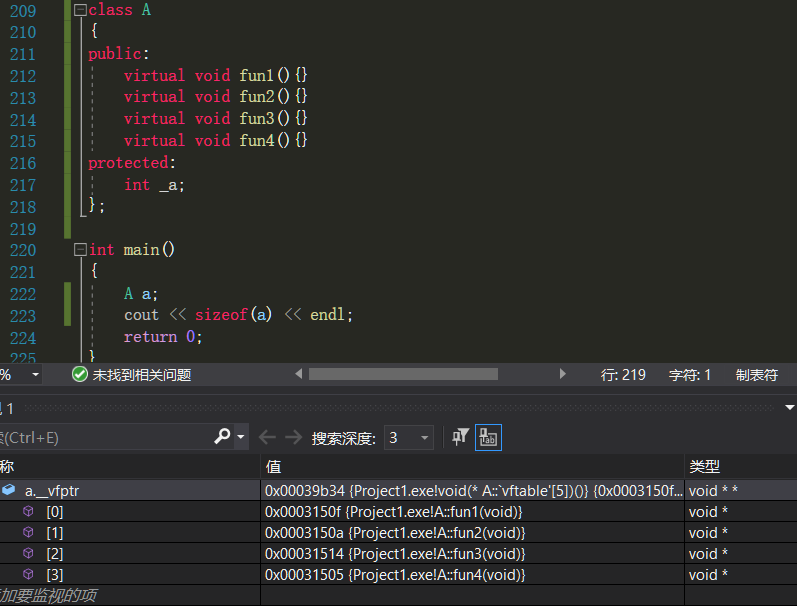 209 class A
210 {
211 public:
212 virtual void fun1(){}
213 virtual void fun2(){}
214 virtual void fun3(){}
215 virtual void fun4(){}
216 protected:
217 int _a;
218 };
219
220 int main()
221 {
222 A a;
223 cout << sizeof(a) << endl;
224 return 0;
225 }
% 未找到相关问题 行: 219 字符: 1 制表符
1
(Ctrl+E) 搜索深度: 3
称 值 类型
a.__vfptr 0x00039b34 {Project1.exe!void(* A::`vftable'[5])()} {0x0003150f... void * *
[0] 0x0003150f {Project1.exe!A::fun1(void)} void *
[1] 0x0003150a {Project1.exe!A::fun2(void)} void *
[2] 0x00031514 {Project1.exe!A::fun3(void)} void *
[3] 0x00031505 {Project1.exe!A::fun4(void)} void *
加要监视的项